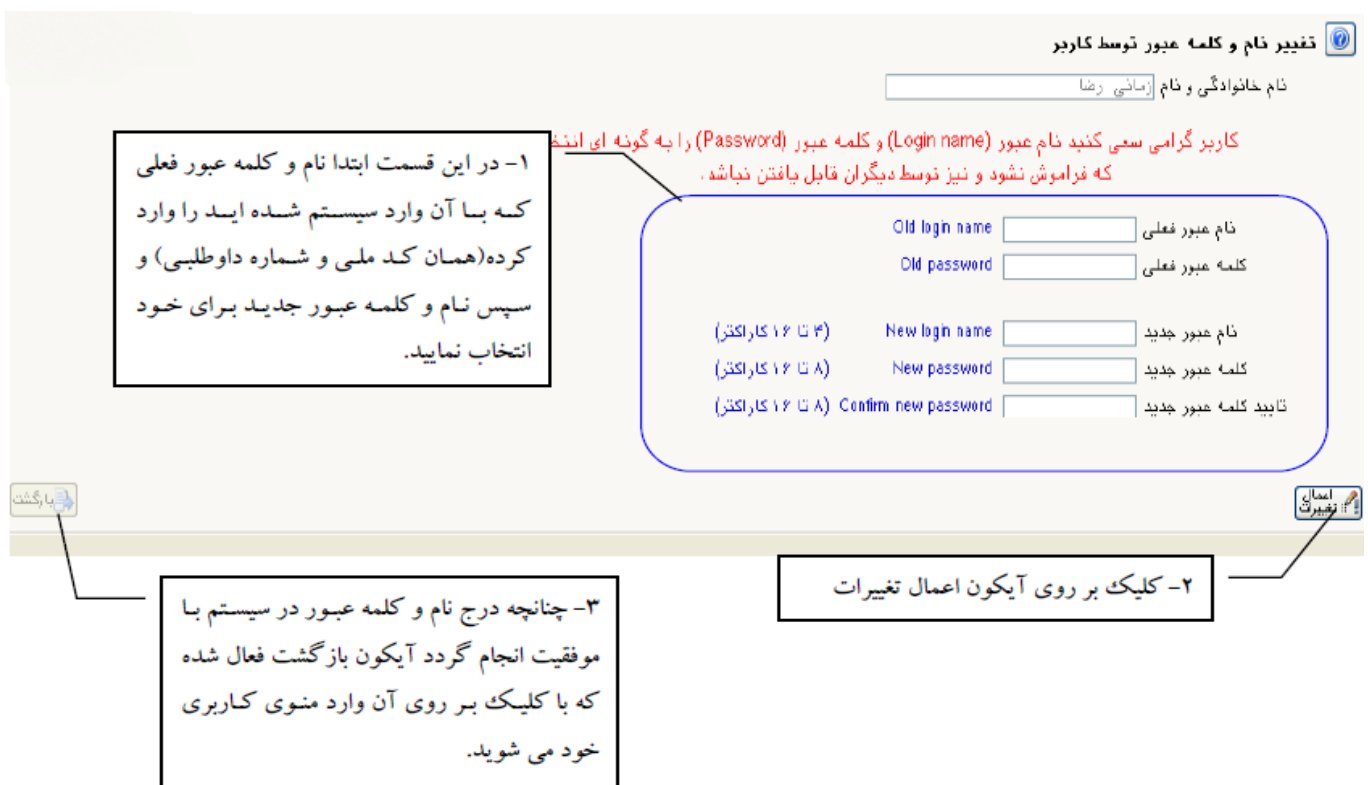 تغییر نام و کلمه عبور توسط کاربر
نام خانوادگی و نام زمانی رضا
کاربر گرامی سعی کنید نام عبور (Login name) و کلمه عبور (Password) را به گونه ای
که فراموش نشود و نیز توسط دیگران قابل یافتن نباشد .
۱- در این قسمت ابتدا نام و کلمه عبور فعلی
که با آن وارد سیستم شده اید را وارد
کرده(همان کد ملی و شماره داوطلبی) و
سپس نام و کلمه عبور جدید برای خود
انتخاب نمایید.
نام عبور فعلی Old login name
کلمه عبور فعلی Old password
نام عبور جدید New login name (۴ تا ۱۶ کاراکتر)
کلمه عبور جدید New password (۸ تا ۱۶ کاراکتر)
تایید کلمه عبور جدید Confirm new password (۸ تا ۱۶ کاراکتر)
اعمال
تغییرات
بازگشت
۲- کلیک بر روی آیکون اعمال تغییرات
۳- چنانچه درج نام و کلمه عبور در سیستم با
موفقیت انجام گردد آیکون بازگشت فعال شده
که با کلیک بر روی آن وارد منوی کاربری
خود می شوید.